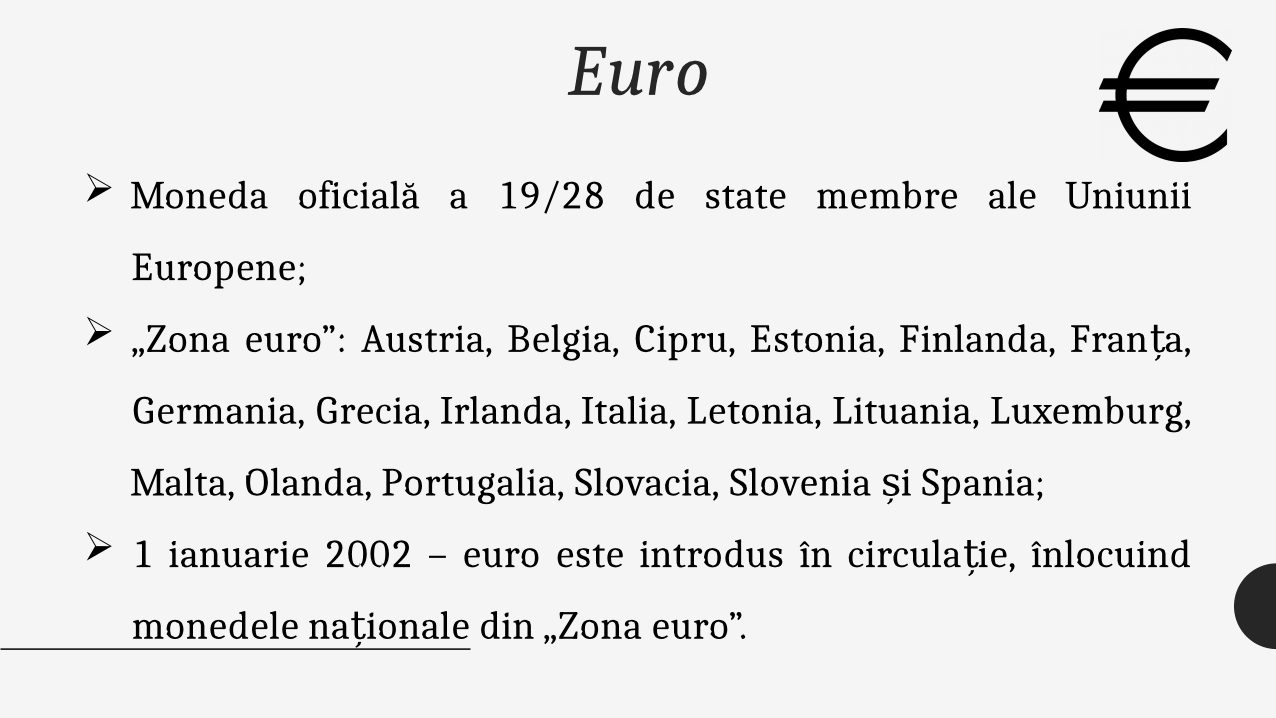 Euro
€
➢ Moneda oficială a 19/28 de state membre ale Uniunii
Europene;
➢ „Zona euro”: Austria, Belgia, Cipru, Estonia, Finlanda, Franța,
Germania, Grecia, Irlanda, Italia, Letonia, Lituania, Luxemburg,
Malta, Olanda, Portugalia, Slovacia, Slovenia și Spania;
➢ 1 ianuarie 2002 – euro este introdus în circulație, înlocuind
monedele naționale din „Zona euro”.